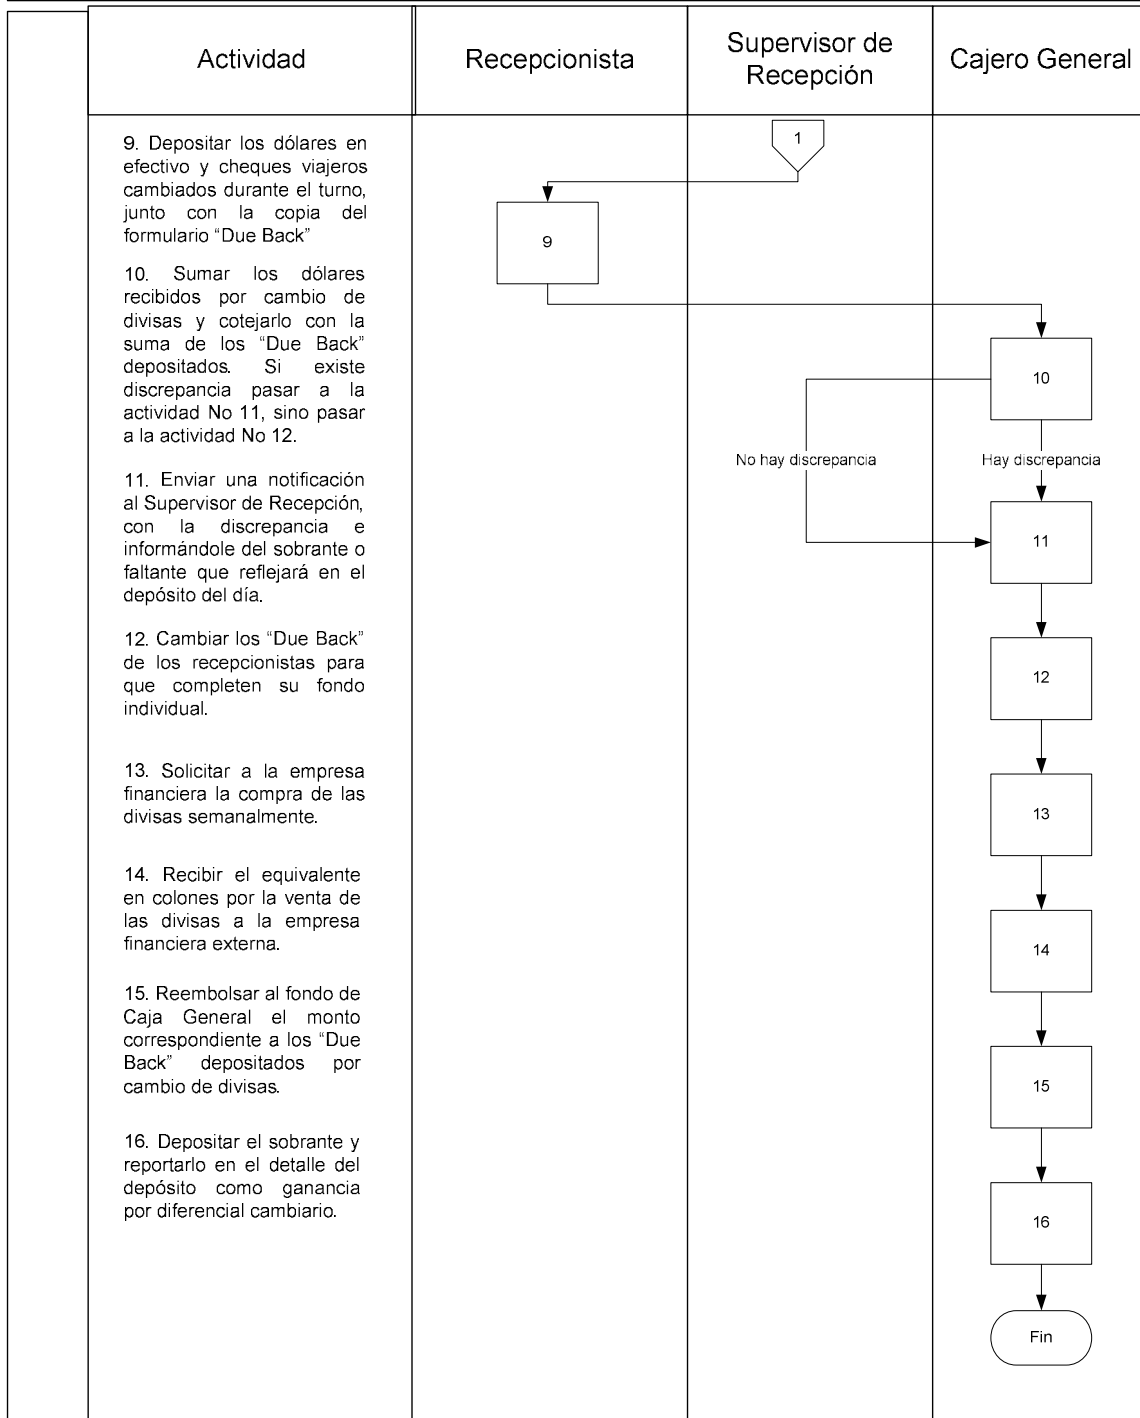 Actividad
Recepcionista
Supervisor de
Recepción
Cajero General
9. Depositar los dólares en
efectivo y cheques viajeros
cambiados durante el turno,
junto con la copia del
formulario “Due Back”
10. Sumar los dólares
recibidos por cambio de
divisas y cotejarlo con la
suma de los “Due Back”
depositados. Si existe
discrepancia pasar a la
actividad No 11, sino pasar
a la actividad No 12.
11. Enviar una notificación
al Supervisor de Recepción,
con la discrepancia e
informándole del sobrante o
faltante que reflejará en el
depósito del día.
12. Cambiar los “Due Back”
de los recepcionistas para
que completen su fondo
individual.
13. Solicitar a la empresa
financiera la compra de las
divisas semanalmente.
14. Recibir el equivalente
en colones por la venta de
las divisas a la empresa
financiera externa.
15. Reembolsar al fondo de
Caja General el monto
correspondiente a los “Due
Back” depositados por
cambio de divisas.
16. Depositar el sobrante y
reportarlo en el detalle del
depósito como ganancia
por diferencial cambiario.
1
9
10
No hay discrepancia
Hay discrepancia
11
12
13
14
15
16
Fin